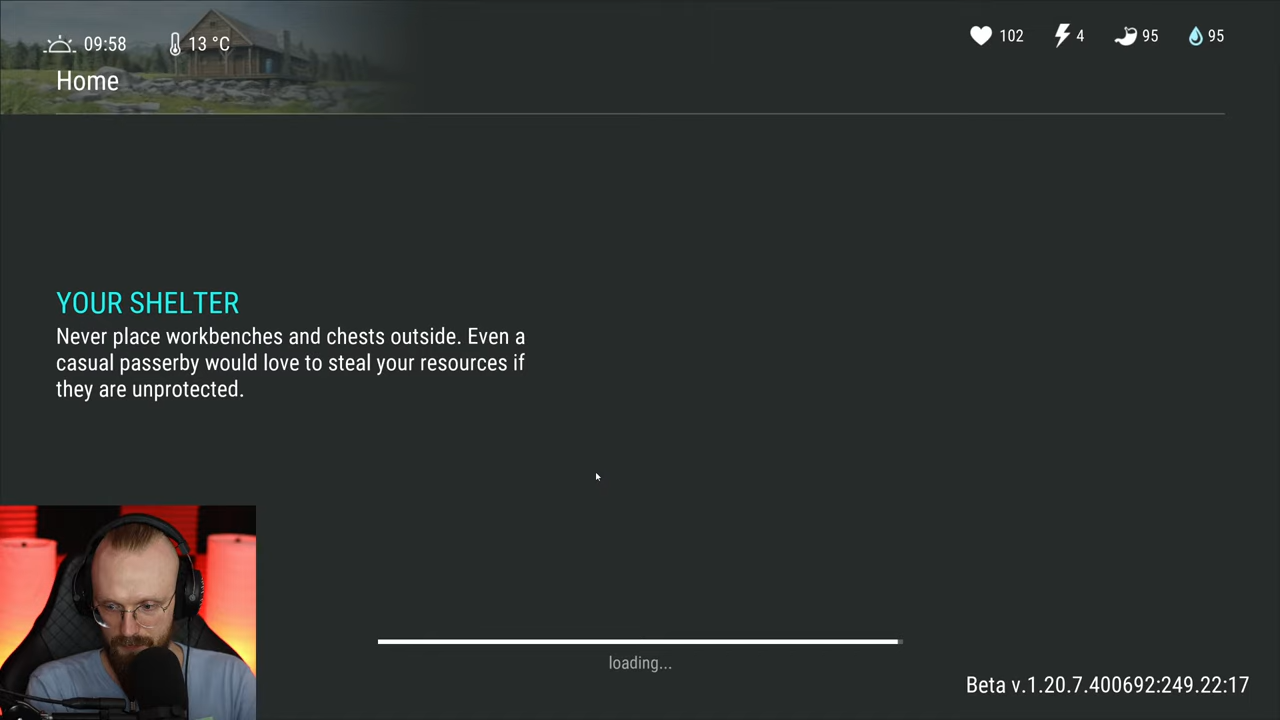 09:58 13 °C 102 4 95 95
Home
YOUR SHELTER
Never place workbenches and chests outside. Even a
casual passerby would love to steal your resources if
they are unprotected.
loading...
Beta v.1.20.7.400692:249.22:17